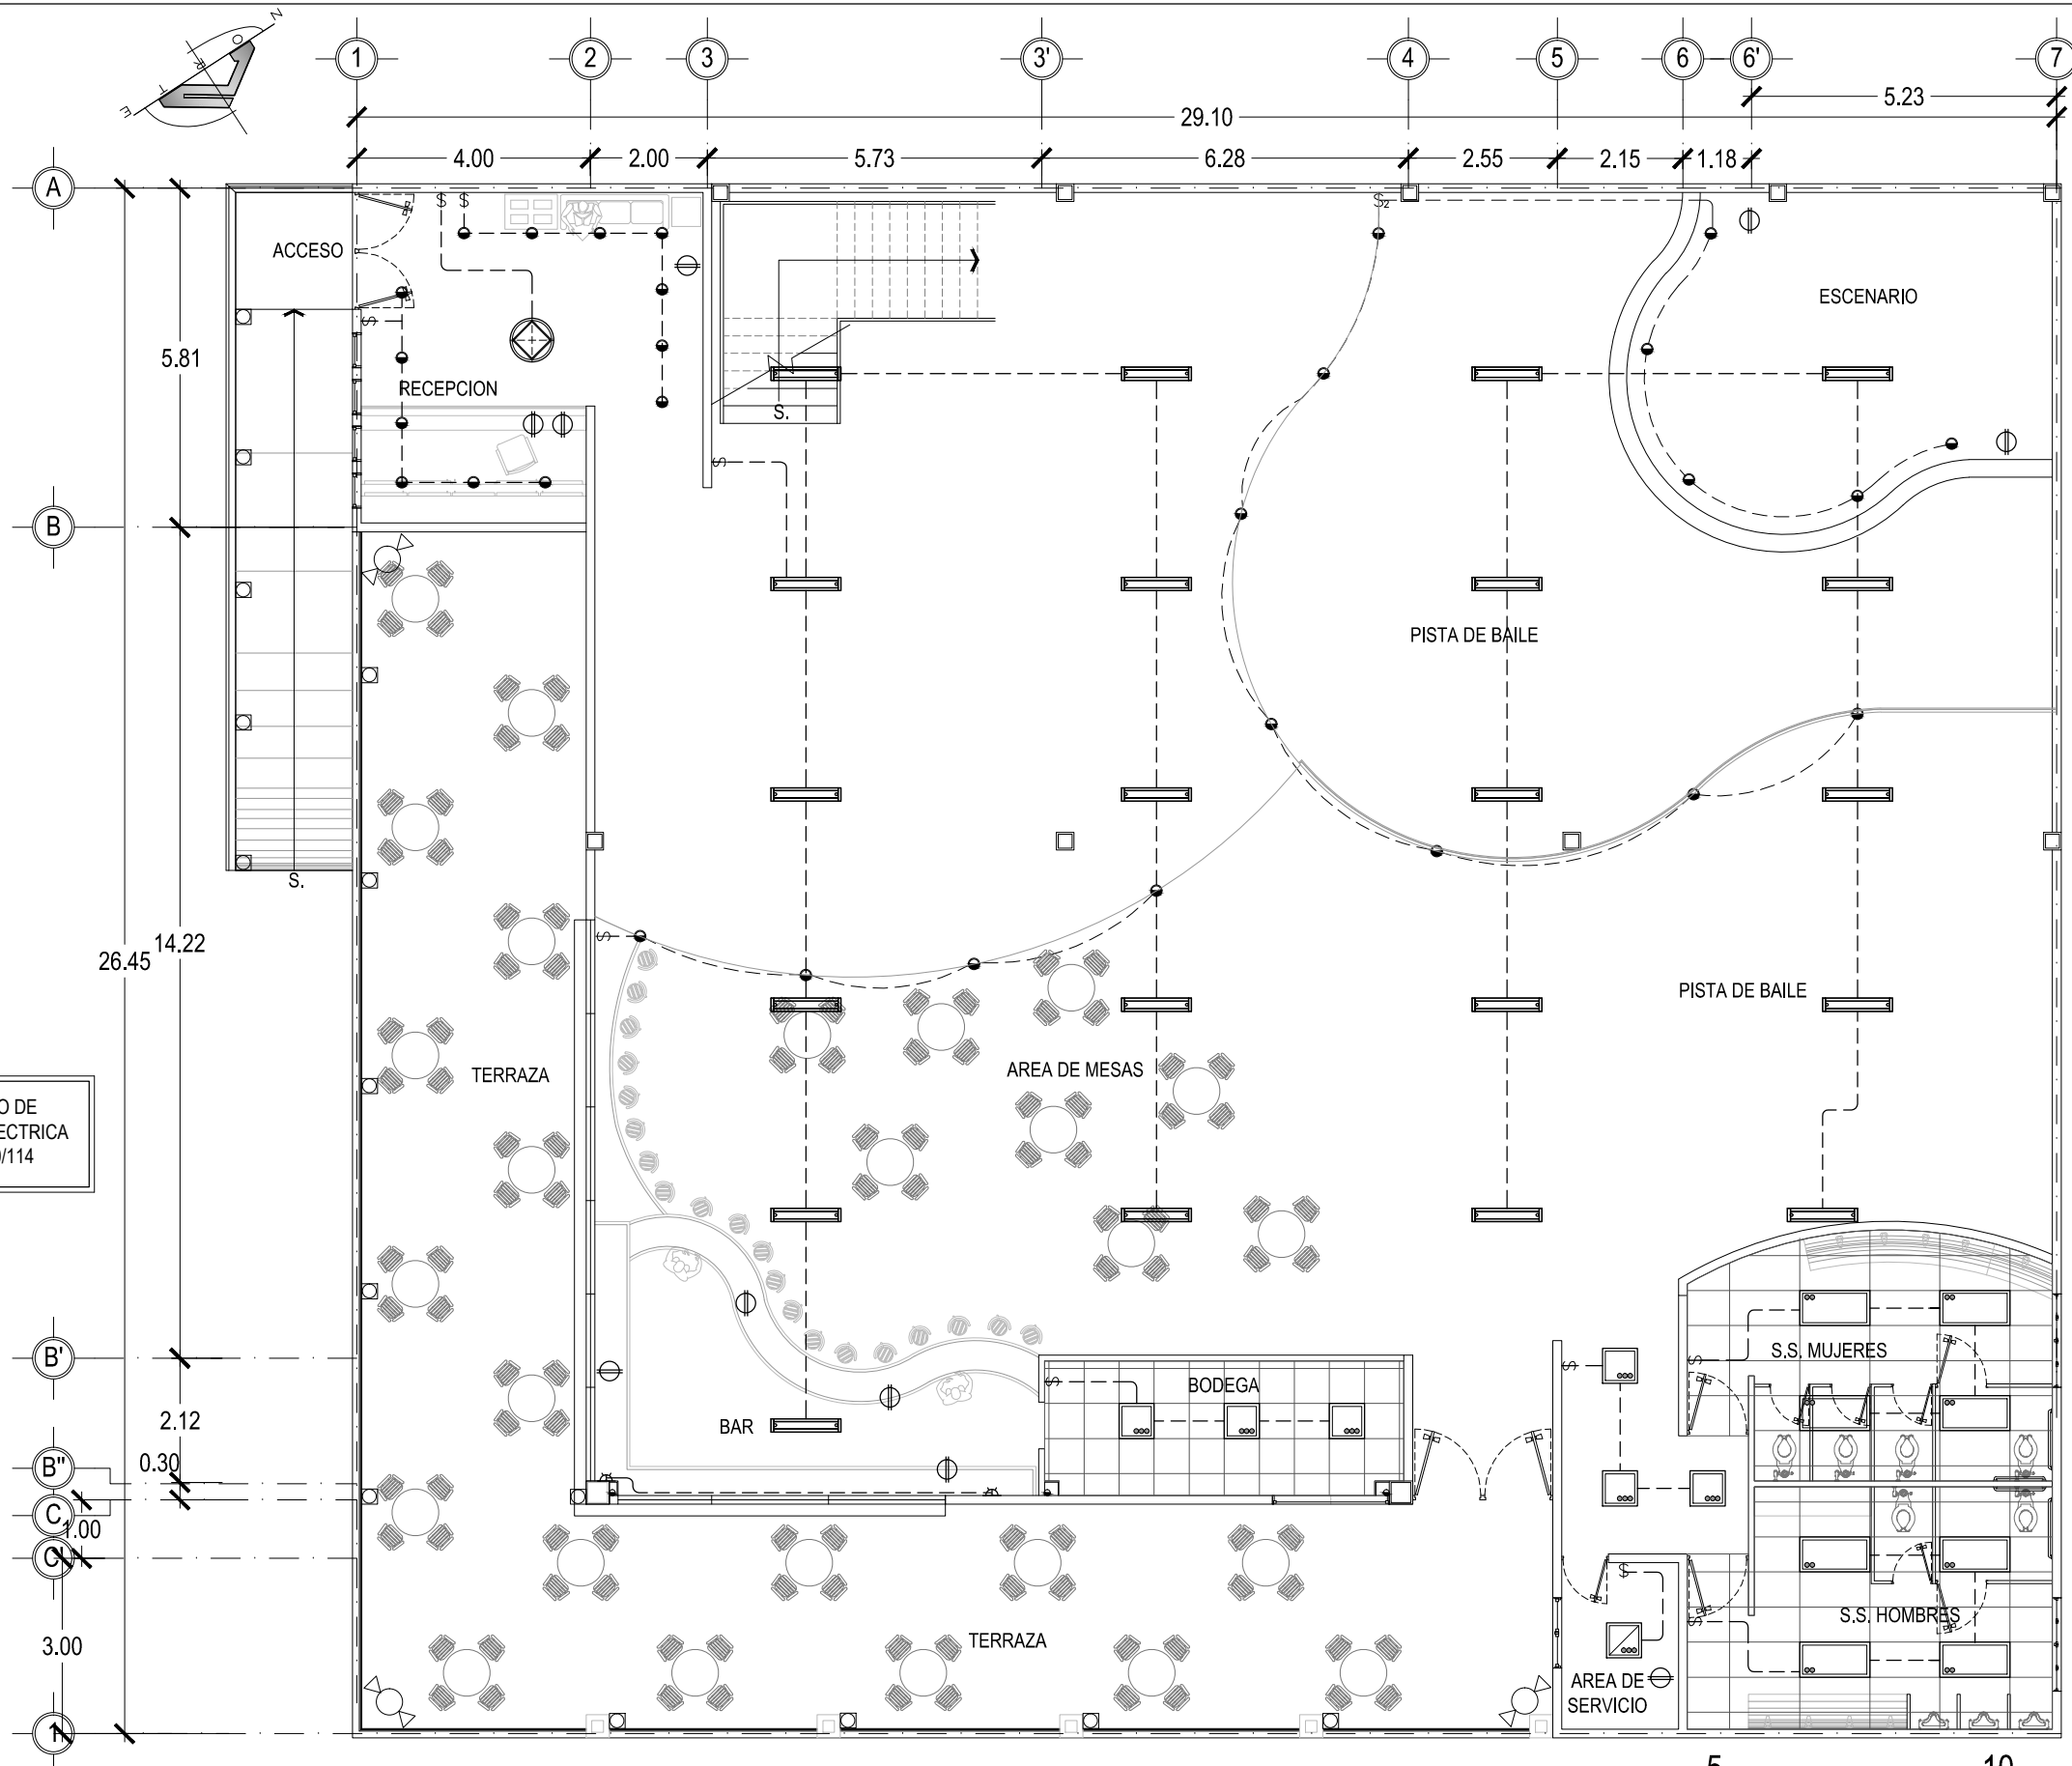 N
O
R
T
E
1
2
3
3'
4
5
6
6'
7
5.23
29.10
4.00
2.00
5.73
6.28
2.55
2.15
1.18
A
ACCESO
ESCENARIO
5.81
RECEPCION
S.
B
PISTA DE BAILE
S.
14.22
26.45
PISTA DE BAILE
AREA DE MESAS
TERRAZA
O DE
ECTRICA
/114
B'
S.S. MUJERES
BODEGA
2.12
BAR
B"
0.30
C
1.00
C'
S.S. HOMBRES
TERRAZA
3.00
AREA DE
SERVICIO
1
5
10